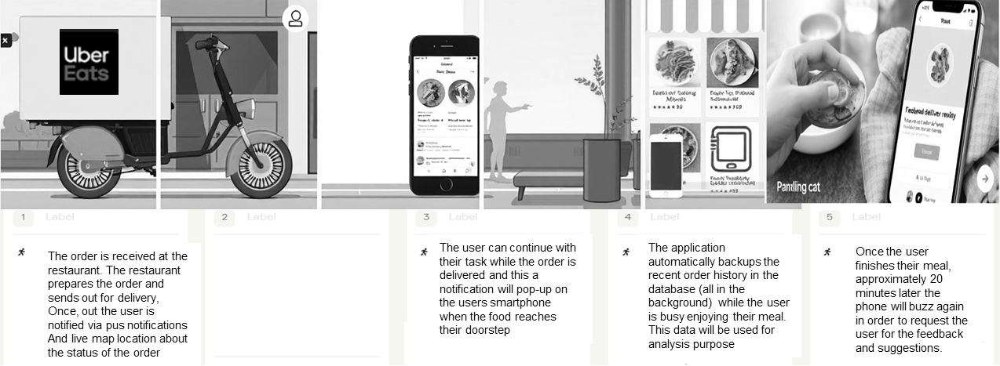 Uber
Eats
Panling cat
1 Label
The order is received at the
restaurant. The restaurant
prepares the order and
sends out for delivery,
Once, out the user is
notified via pus notifications
And live map location about
the status of the order
2 Label
3 Label
The user can continue with
their task while the order is
delivered and this a
notification will pop-up on
the users smartphone
when the food reaches
their doorstep
4 Label
The application
automatically backups the
recent order history in the
database (all in the
background) while the user
is busy enjoying their meal.
This data will be used for
analysis purpose
5 Label
Once the user
finishes their meal,
approximately 20
minutes later the
phone will buzz again
in order to request the
user for the feedback
and suggestions.